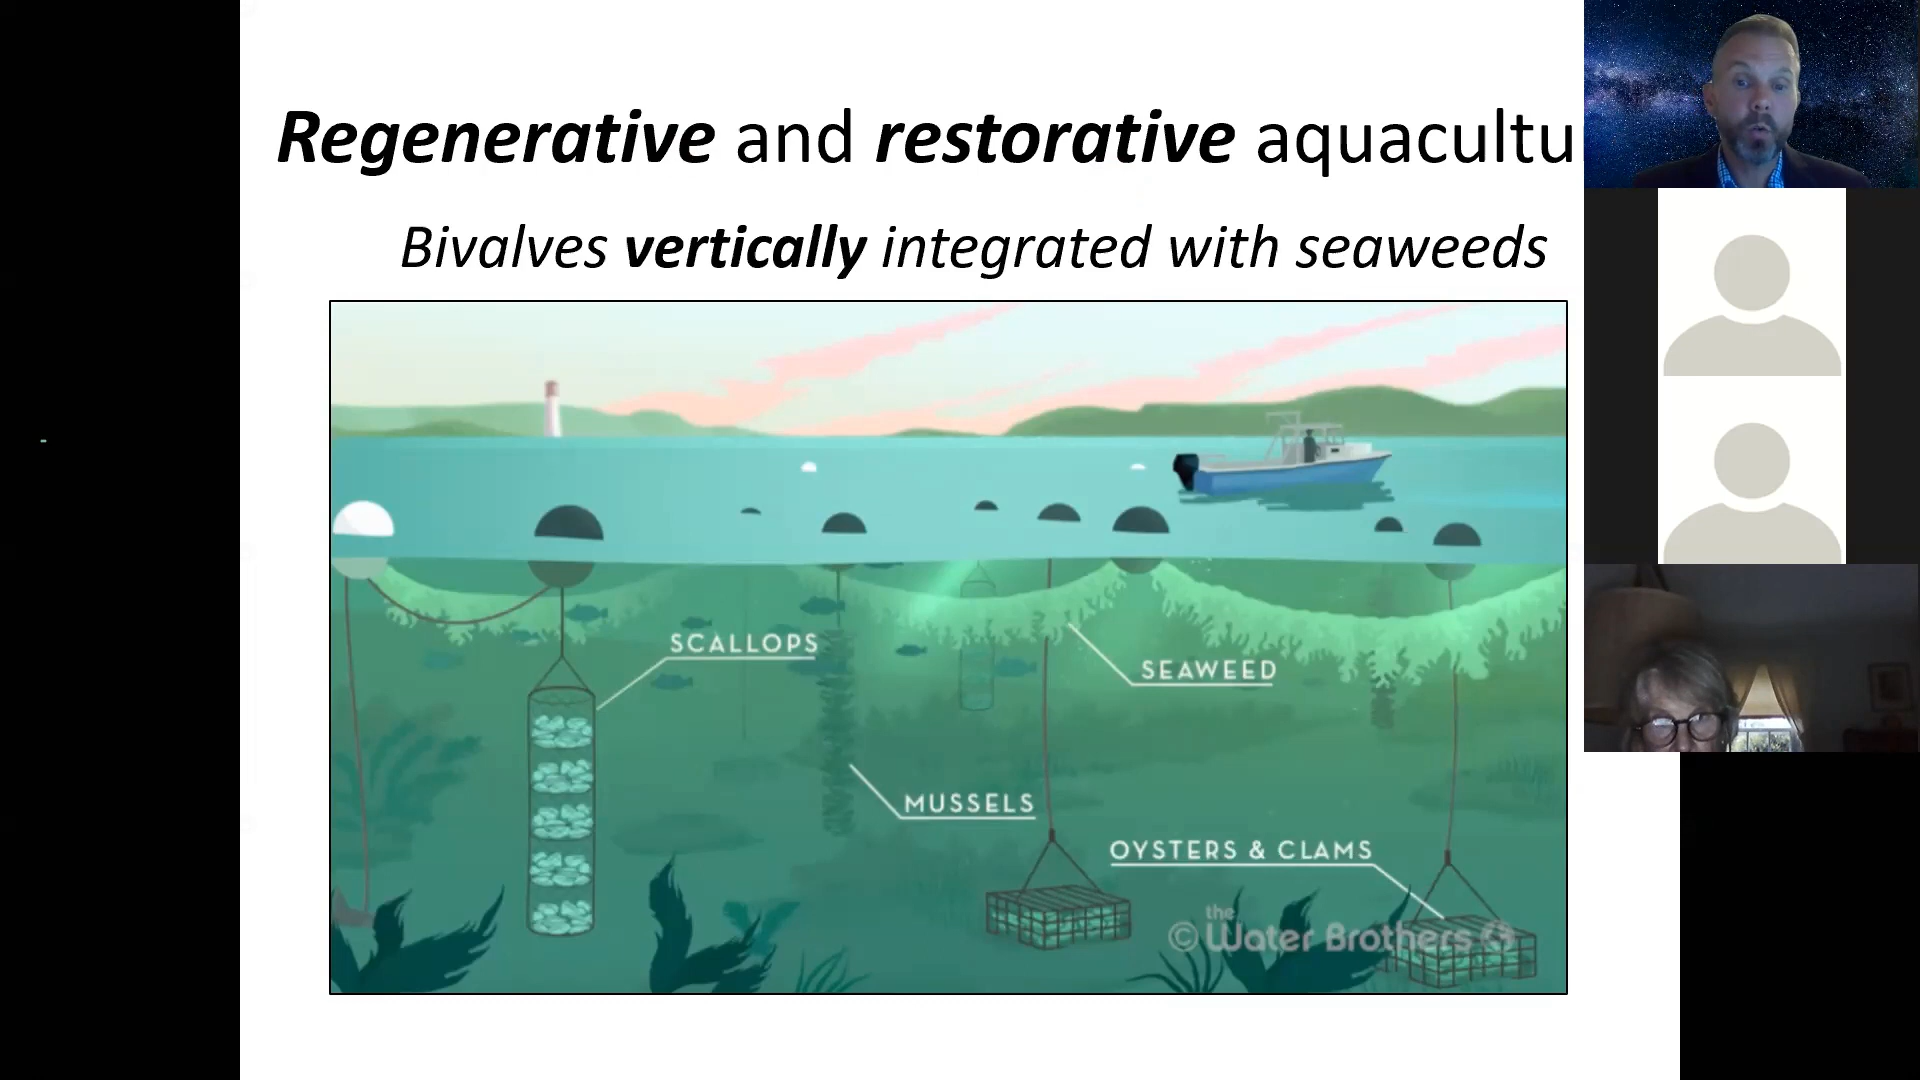 Regenerative and restorative aquacultu
Bivalves vertically integrated with seaweeds
SCALLOPS
SEAWEED
MUSSELS
OYSTERS & CLAMS
© the Water Brothers